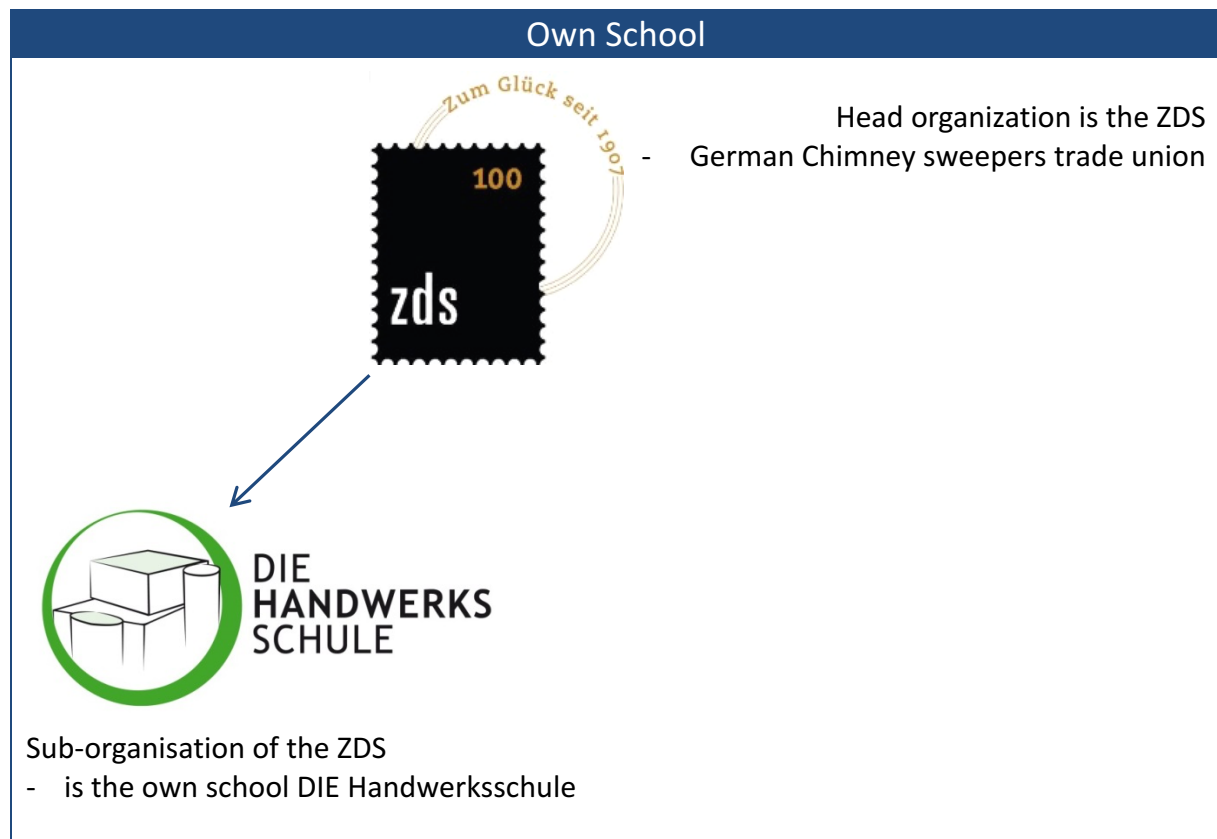 Own School
Zum Glück seit 1907
100
zds
Head organization is the ZDS
- German Chimney sweepers trade union
DIE
HANDWERKS
SCHULE
Sub-organisation of the ZDS
- is the own school DIE Handwerksschule